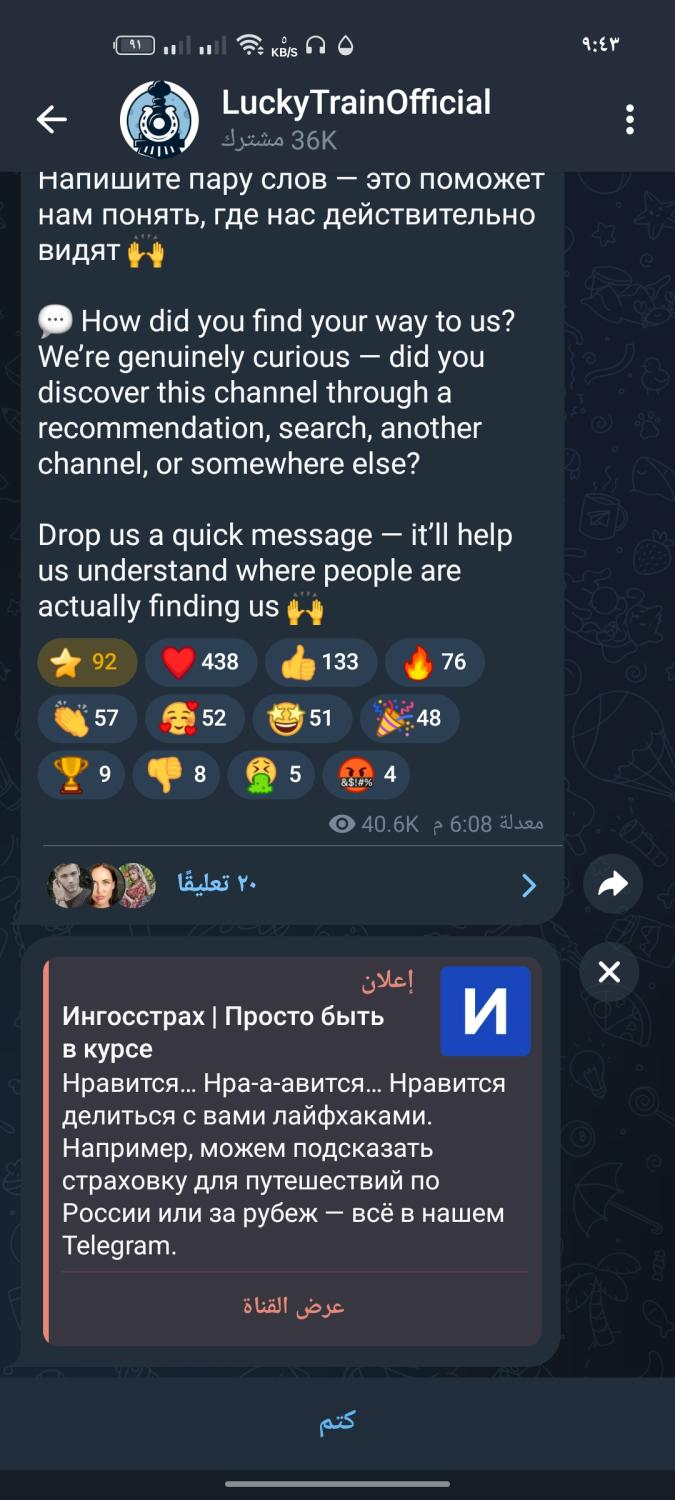 ٩١
٥
KB/S
٩:٤٣
LuckyTrainOfficial
36K مشترك
Напишите пару слов — это поможет
нам понять, где нас действительно
видят 🙌
💬 How did you find your way to us?
We’re genuinely curious — did you
discover this channel through a
recommendation, search, another
channel, or somewhere else?
Drop us a quick message — it’ll help
us understand where people are
actually finding us 🙌
⭐ 92 ❤️ 438 👍 133 🔥 76
👏 57 🥰 52 🤩 51 🎉 48
🏆 9 👎 8 🤮 5 🤬 4
40.6K معدلة 6:08 م
٢٠ تعليقًا
إعلان
И
Ингосстрах | Просто быть
в курсе
Нравится... Нра-а-авится... Нравится
делиться с вами лайфхаками.
Например, можем подсказать
страховку для путешествий по
России или за рубеж — всё в нашем
Telegram.
عرض القناة
كتم